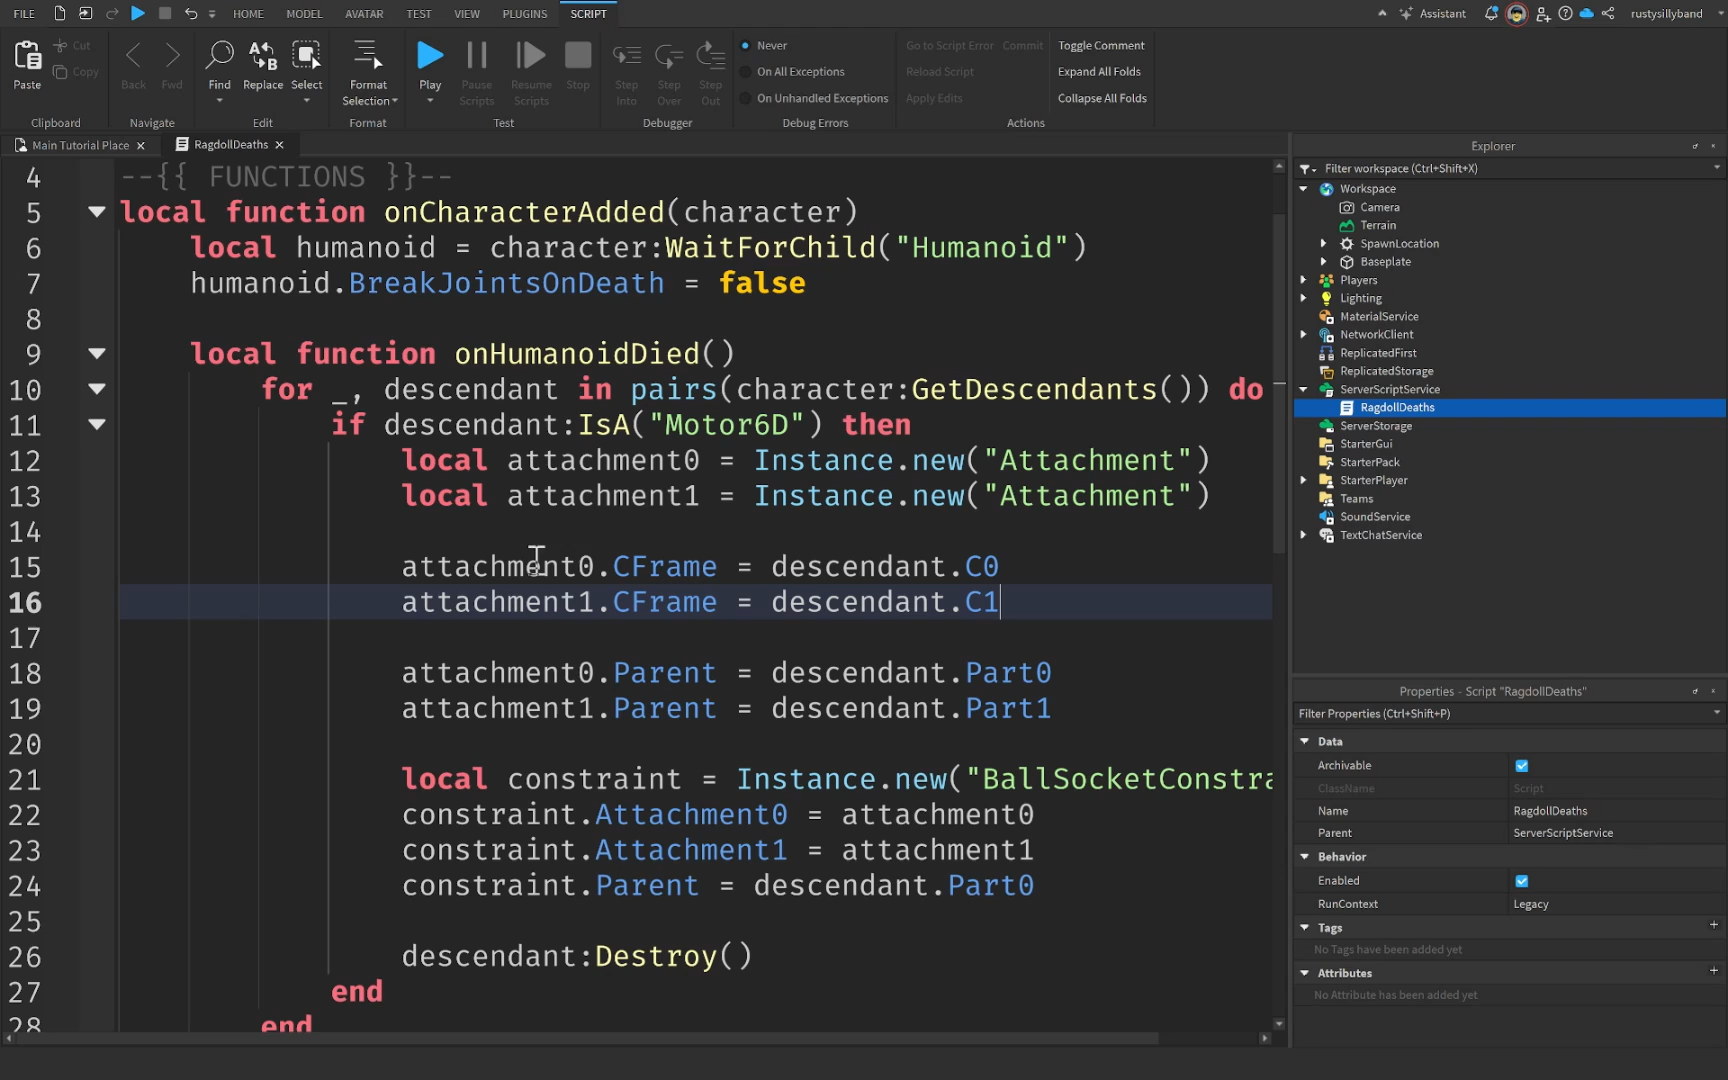 FILE HOME MODEL AVATAR TEST VIEW PLUGINS SCRIPT Assistant rustysillyband
Paste Cut Copy Back Fwd Find Replace Select Format Selection Play Pause Scripts Resume Scripts Stop Step Into Step Over Step Out
Never
On All Exceptions
On Unhandled Exceptions
Go to Script Error Commit
Reload Script
Apply Edits
Toggle Comment
Expand All Folds
Collapse All Folds
Clipboard Navigate Edit Format Test Debugger Debug Errors Actions
Main Tutorial Place RagdollDeaths
4 --{{ FUNCTIONS }}--
5 local function onCharacterAdded(character)
6 local humanoid = character:WaitForChild("Humanoid")
7 humanoid.BreakJointsOnDeath = false
8
9 local function onHumanoidDied()
10 for _, descendant in pairs(character:GetDescendants()) do
11 if descendant:IsA("Motor6D") then
12 local attachment0 = Instance.new("Attachment")
13 local attachment1 = Instance.new("Attachment")
14
15 attachment0.CFrame = descendant.C0
16 attachment1.CFrame = descendant.C1
17
18 attachment0.Parent = descendant.Part0
19 attachment1.Parent = descendant.Part1
20
21 local constraint = Instance.new("BallSocketConstra
22 constraint.Attachment0 = attachment0
23 constraint.Attachment1 = attachment1
24 constraint.Parent = descendant.Part0
25
26 descendant:Destroy()
27 end
28 end
Explorer
Filter workspace (Ctrl+Shift+X)
Workspace
Camera
Terrain
SpawnLocation
Baseplate
Players
Lighting
MaterialService
NetworkClient
ReplicatedFirst
ReplicatedStorage
ServerScriptService
RagdollDeaths
ServerStorage
StarterGui
StarterPack
StarterPlayer
Teams
SoundService
TextChatService
Properties - Script "RagdollDeaths"
Filter Properties (Ctrl+Shift+P)
Data
Archivable
ClassName Script
Name RagdollDeaths
Parent ServerScriptService
Behavior
Enabled
RunContext Legacy
Tags
No Tags have been added yet
Attributes
No Attribute has been added yet